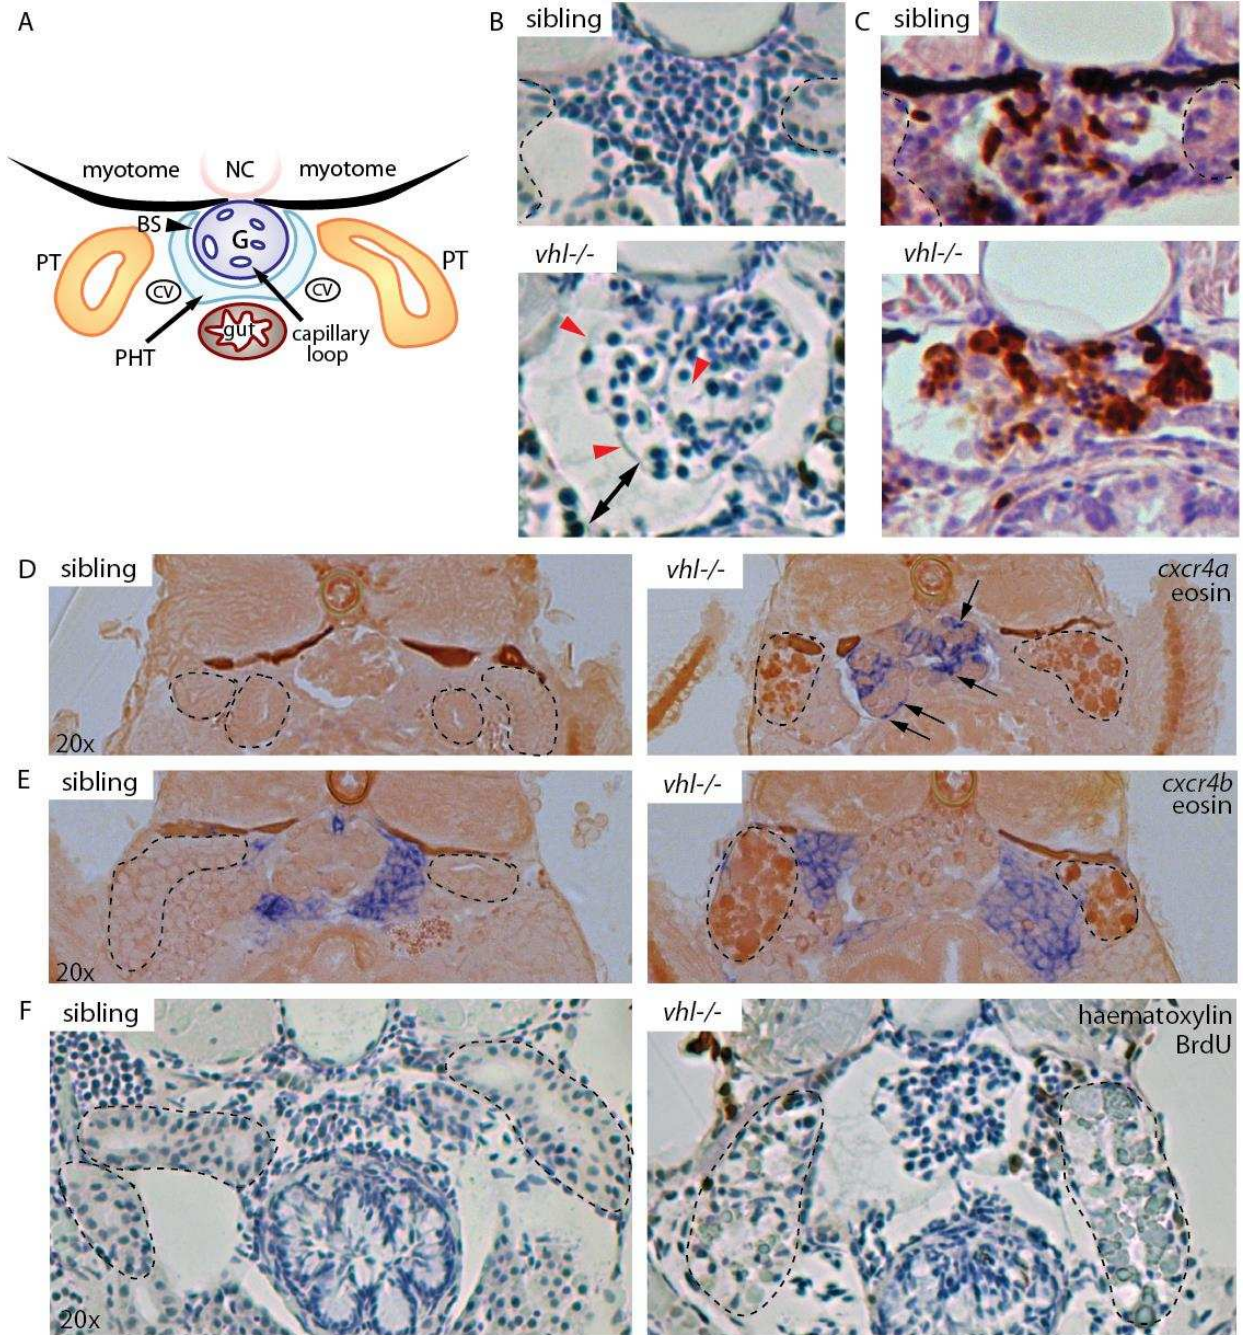 A
myotome
NC
myotome
BS
G
PT
PT
CV
CV
gut
PHT
capillary
loop
B
sibling
vhl-/-
C
sibling
vhl-/-
D
sibling
20x
vhl-/-
cxcr4a
eosin
E
sibling
20x
vhl-/-
cxcr4b
eosin
F
sibling
20x
vhl-/-
haematoxylin
BrdU